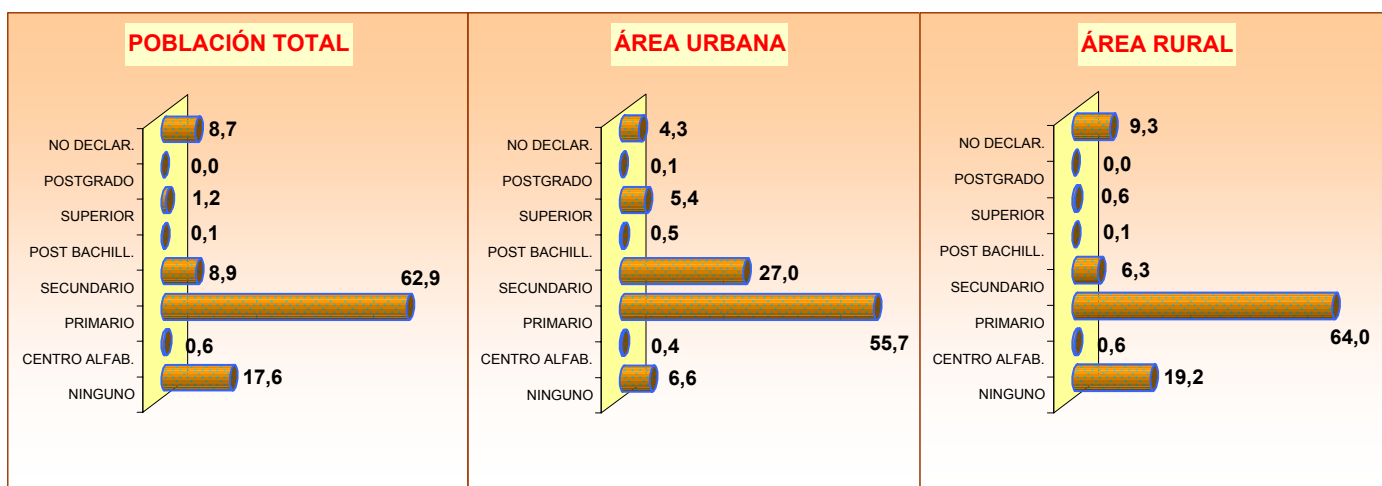 POBLACIÓN TOTAL
NO DECLAR.
8,7
POSTGRADO
0,0
SUPERIOR
1,2
POST BACHILL.
0,1
SECUNDARIO
8,9
PRIMARIO
62,9
CENTRO ALFAB.
0,6
NINGUNO
17,6
ÁREA URBANA
NO DECLAR.
4,3
POSTGRADO
0,1
SUPERIOR
5,4
POST BACHILL.
0,5
SECUNDARIO
27,0
PRIMARIO
55,7
CENTRO ALFAB.
0,4
NINGUNO
6,6
ÁREA RURAL
NO DECLAR.
9,3
POSTGRADO
0,0
SUPERIOR
0,6
POST BACHILL.
0,1
SECUNDARIO
6,3
PRIMARIO
64,0
CENTRO ALFAB.
0,6
NINGUNO
19,2